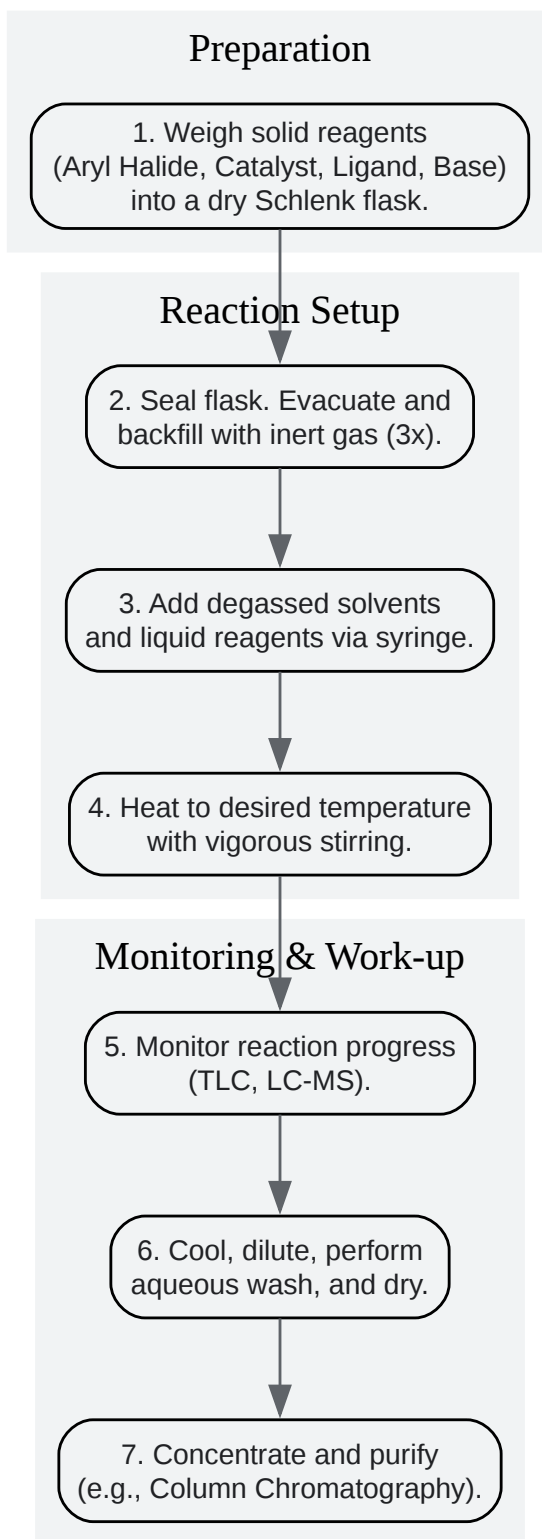 Preparation
1. Weigh solid reagents
(Aryl Halide, Catalyst, Ligand, Base)
into a dry Schlenk flask.
Reaction Setup
2. Seal flask. Evacuate and
backfill with inert gas (3x).
3. Add degassed solvents
and liquid reagents via syringe.
4. Heat to desired temperature
with vigorous stirring.
Monitoring & Work-up
5. Monitor reaction progress
(TLC, LC-MS).
6. Cool, dilute, perform
aqueous wash, and dry.
7. Concentrate and purify
(e.g., Column Chromatography).